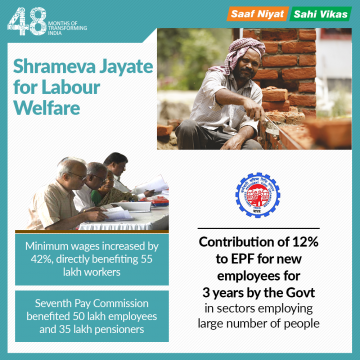 48 MONTHS OF
TRANSFORMING
INDIA
Saaf Niyat Sahi Vikas
Shrameva Jayate
for Labour
Welfare
Minimum wages increased by
42%, directly benefiting 55
lakh workers
Seventh Pay Commission
benefited 50 lakh employees
and 35 lakh pensioners
Contribution of 12%
to EPF for new
employees for
3 years by the Govt
in sectors employing
large number of people